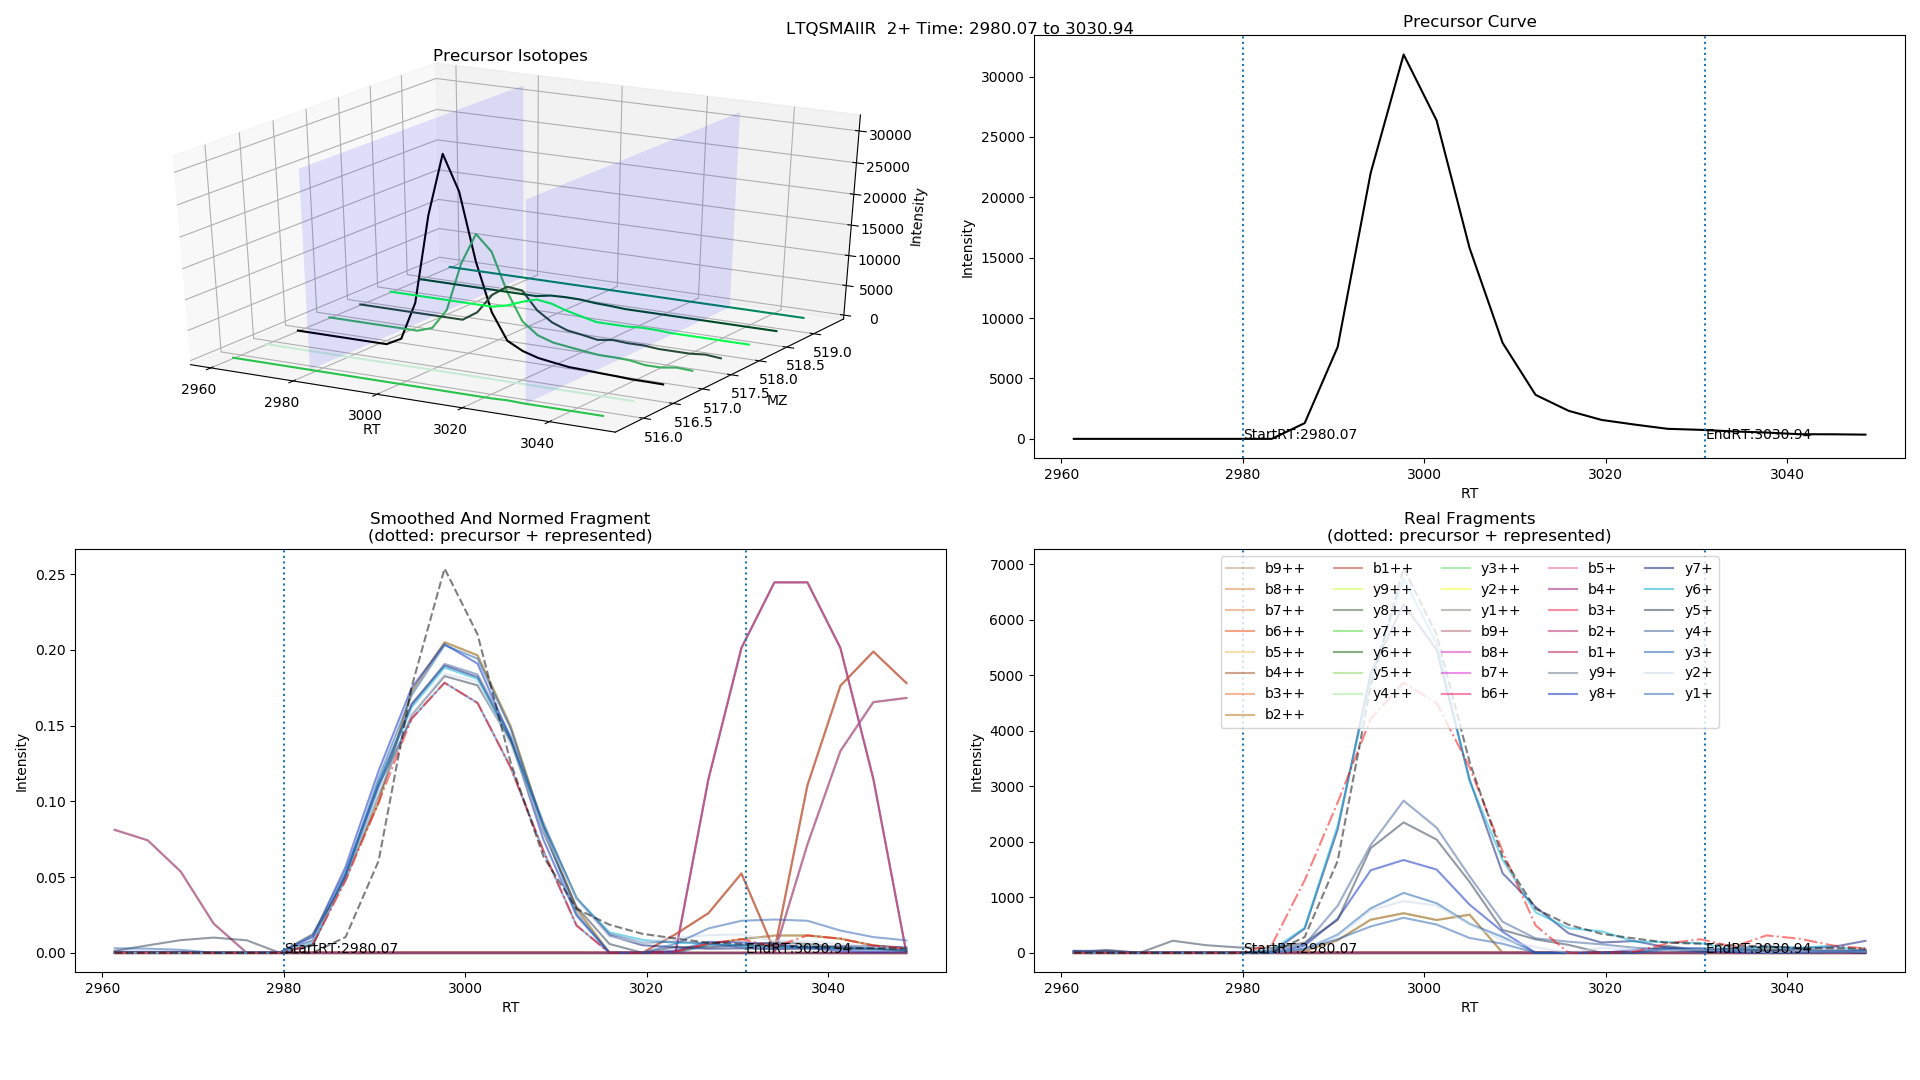 LTQSMAIIR  2+ Time: 2980.07 to 3030.94
Precursor Isotopes
30000
25000
20000
15000
10000
5000
0
Intensity
519.0
518.5
518.0
517.5
517.0
516.5
516.0
MZ
2960
2980
3000
3020
3040
RT
Precursor Curve
30000
25000
20000
15000
10000
5000
0
Intensity
StartRT:2980.07
EndRT:3030.94
2960 2980 3000 3020 3040
RT
Smoothed And Normed Fragment
(dotted: precursor + represented)
0.25
0.20
0.15
0.10
0.05
0.00
Intensity
StartRT:2980.07
EndRT:3030.94
2960 2980 3000 3020 3040
RT
Real Fragments
(dotted: precursor + represented)
7000
6000
5000
4000
3000
2000
1000
0
Intensity
b9++ b1++ y3++ b5+ y7+
b8++ y9++ y2++ b4+ y6+
b7++ y8++ y1++ b3+ y5+
b6++ y7++ b9+ b2+ y4+
b5++ y6++ b8+ b1+ y3+
b4++ y5++ b7+ y9+ y2+
b3++ y4++ b6+ y8+ y1+
b2++
StartRT:2980.07
EndRT:3030.94
2960 2980 3000 3020 3040
RT